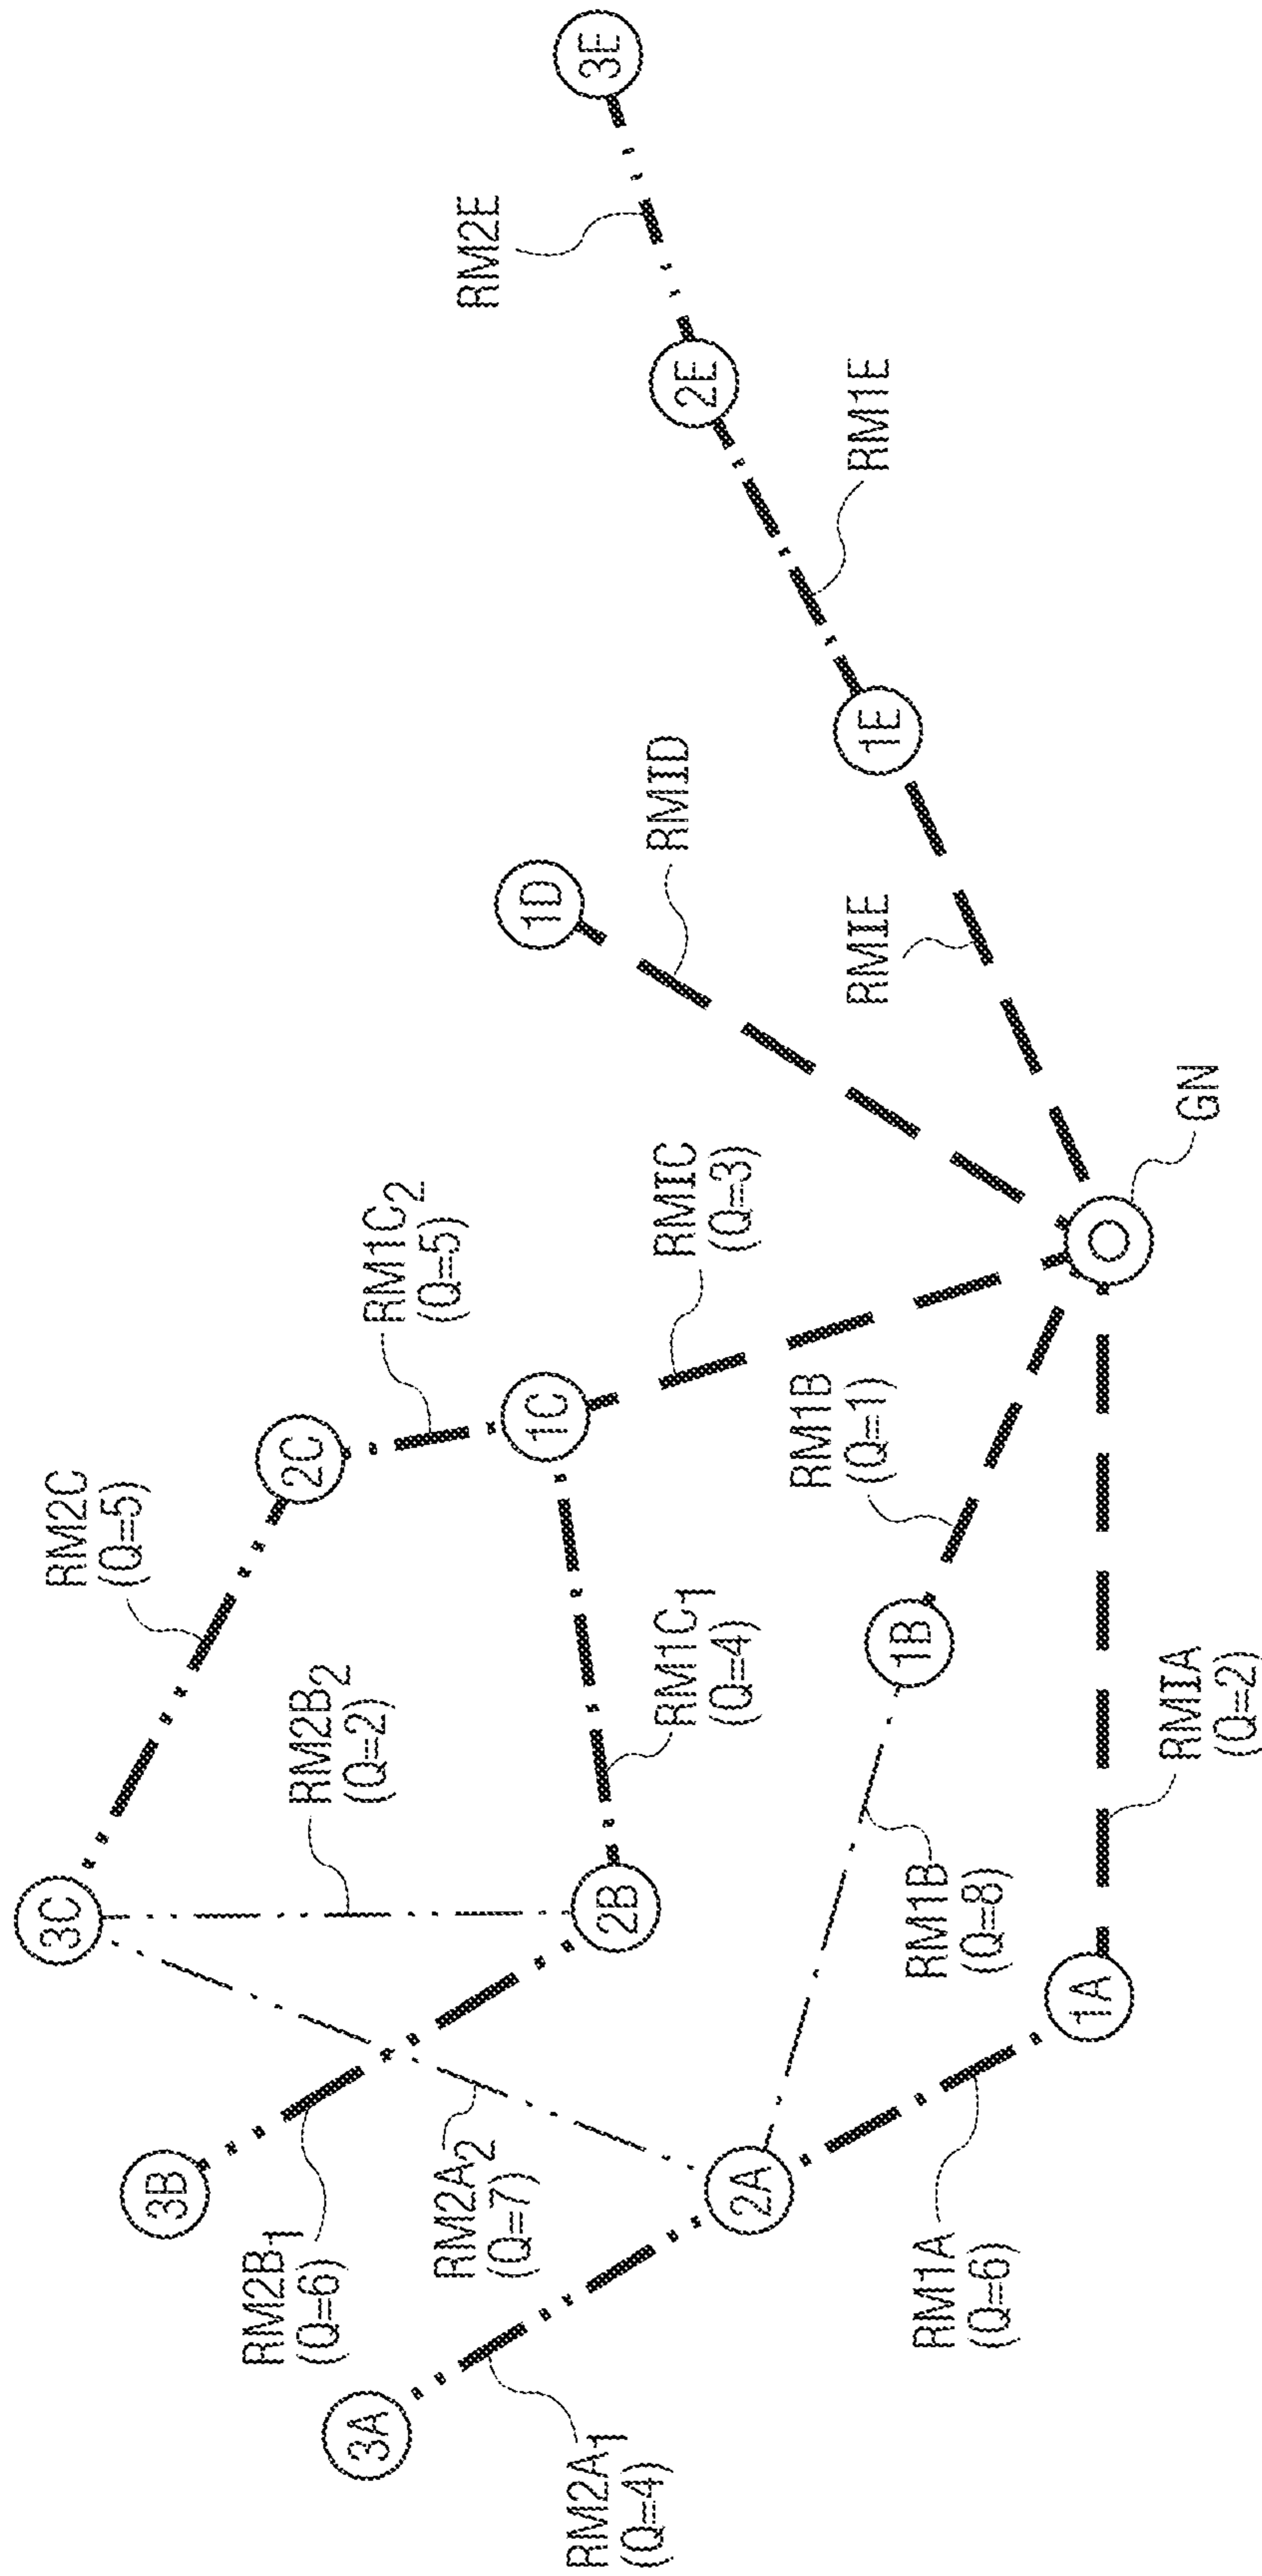 3C
RM2C
(Q=5)
3B
RM2B1
(Q=6)
2C
RM2B2
(Q=2)
3A
RM1C2
(Q=5)
RM2A2
(Q=7)
RM2E
1D
1C
RM2A1
(Q=4)
3E
2B
RM1C1
(Q=4)
RMIC
(Q=3)
RMID
2E
2A
RM1B
(Q=1)
RMIE
RM1E
1E
1B
RM1B
(Q=8)
RM1A
(Q=6)
1A
RMIA
(Q=2)
GN